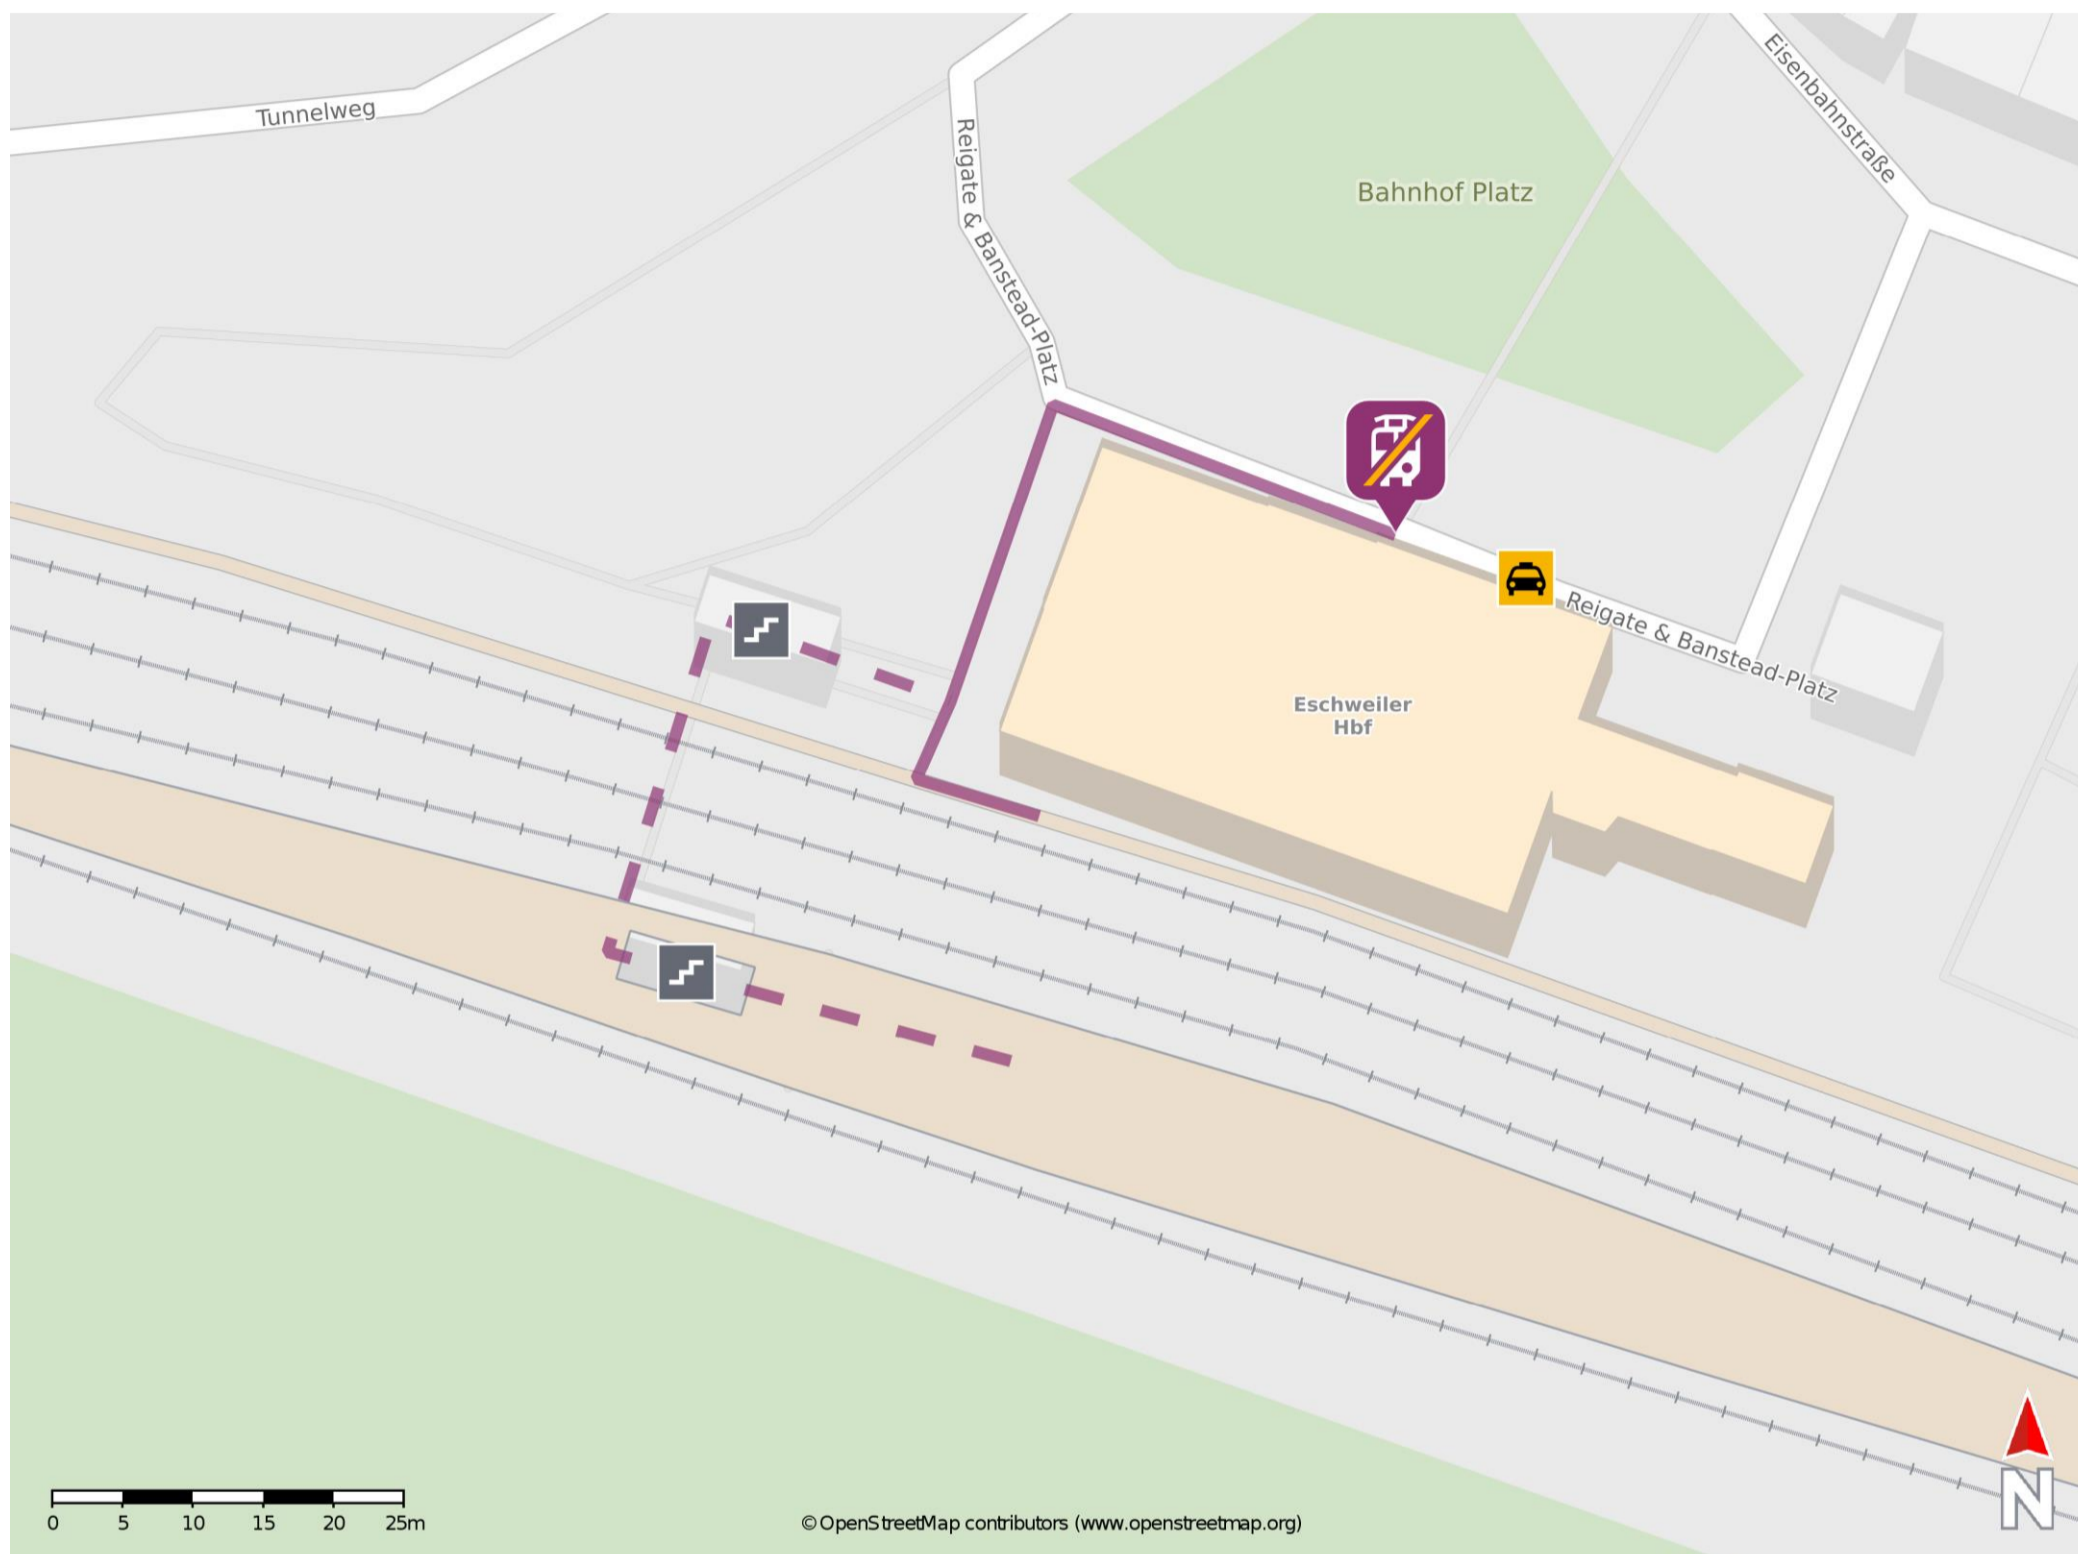 Eisenbahnstraße
Tunnelweg
Reigate & Banstead-Platz
Bahnhof Platz
Reigate & Banstead-Platz
Eschweiler
Hbf
N
0 5 10 15 20 25m
©OpenStreetMap contributors (www.openstreetmap.org)